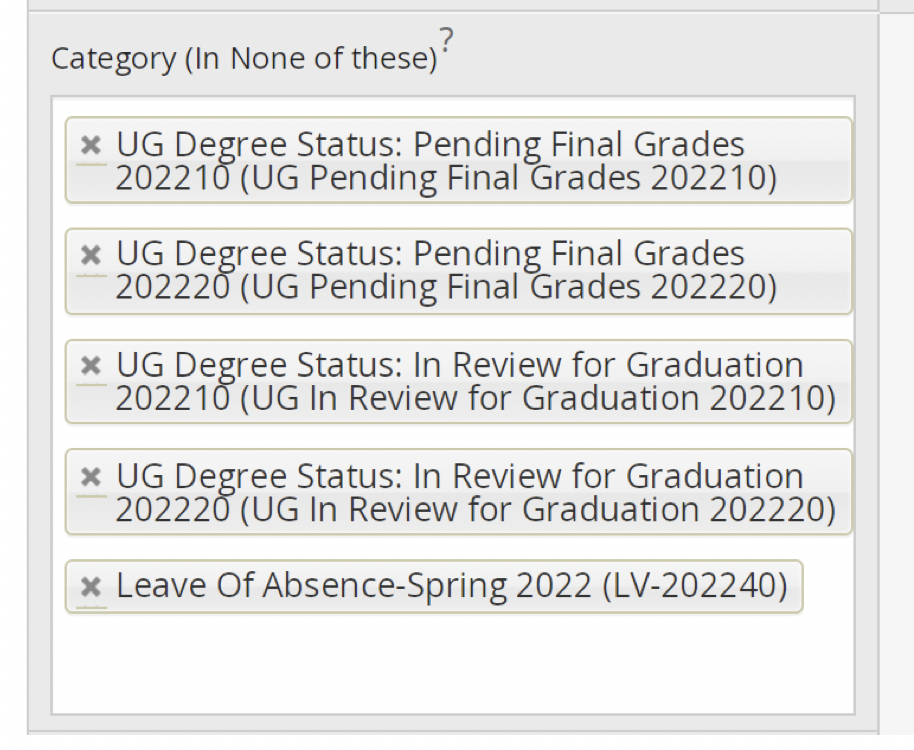 Category (In None of these)?
× UG Degree Status: Pending Final Grades
202210 (UG Pending Final Grades 202210)
× UG Degree Status: Pending Final Grades
202220 (UG Pending Final Grades 202220)
× UG Degree Status: In Review for Graduation
202210 (UG In Review for Graduation 202210)
× UG Degree Status: In Review for Graduation
202220 (UG In Review for Graduation 202220)
× Leave Of Absence-Spring 2022 (LV-202240)